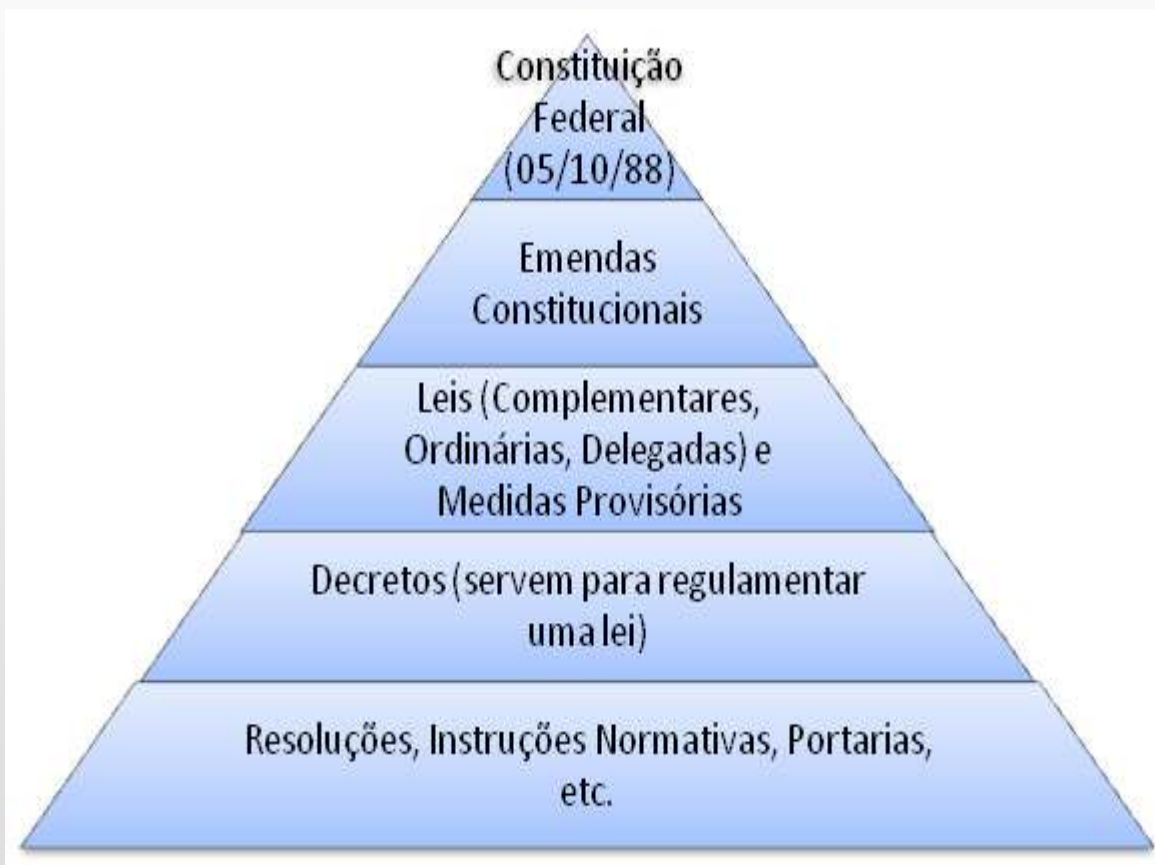 Constituição
Federal
(05/10/88)
Emendas
Constitucionais
Leis (Complementares,
Ordinárias, Delegadas) e
Medidas Provisórias
Decretos (servem para regulamentar
uma lei)
Resoluções, Instruções Normativas, Portarias,
etc.